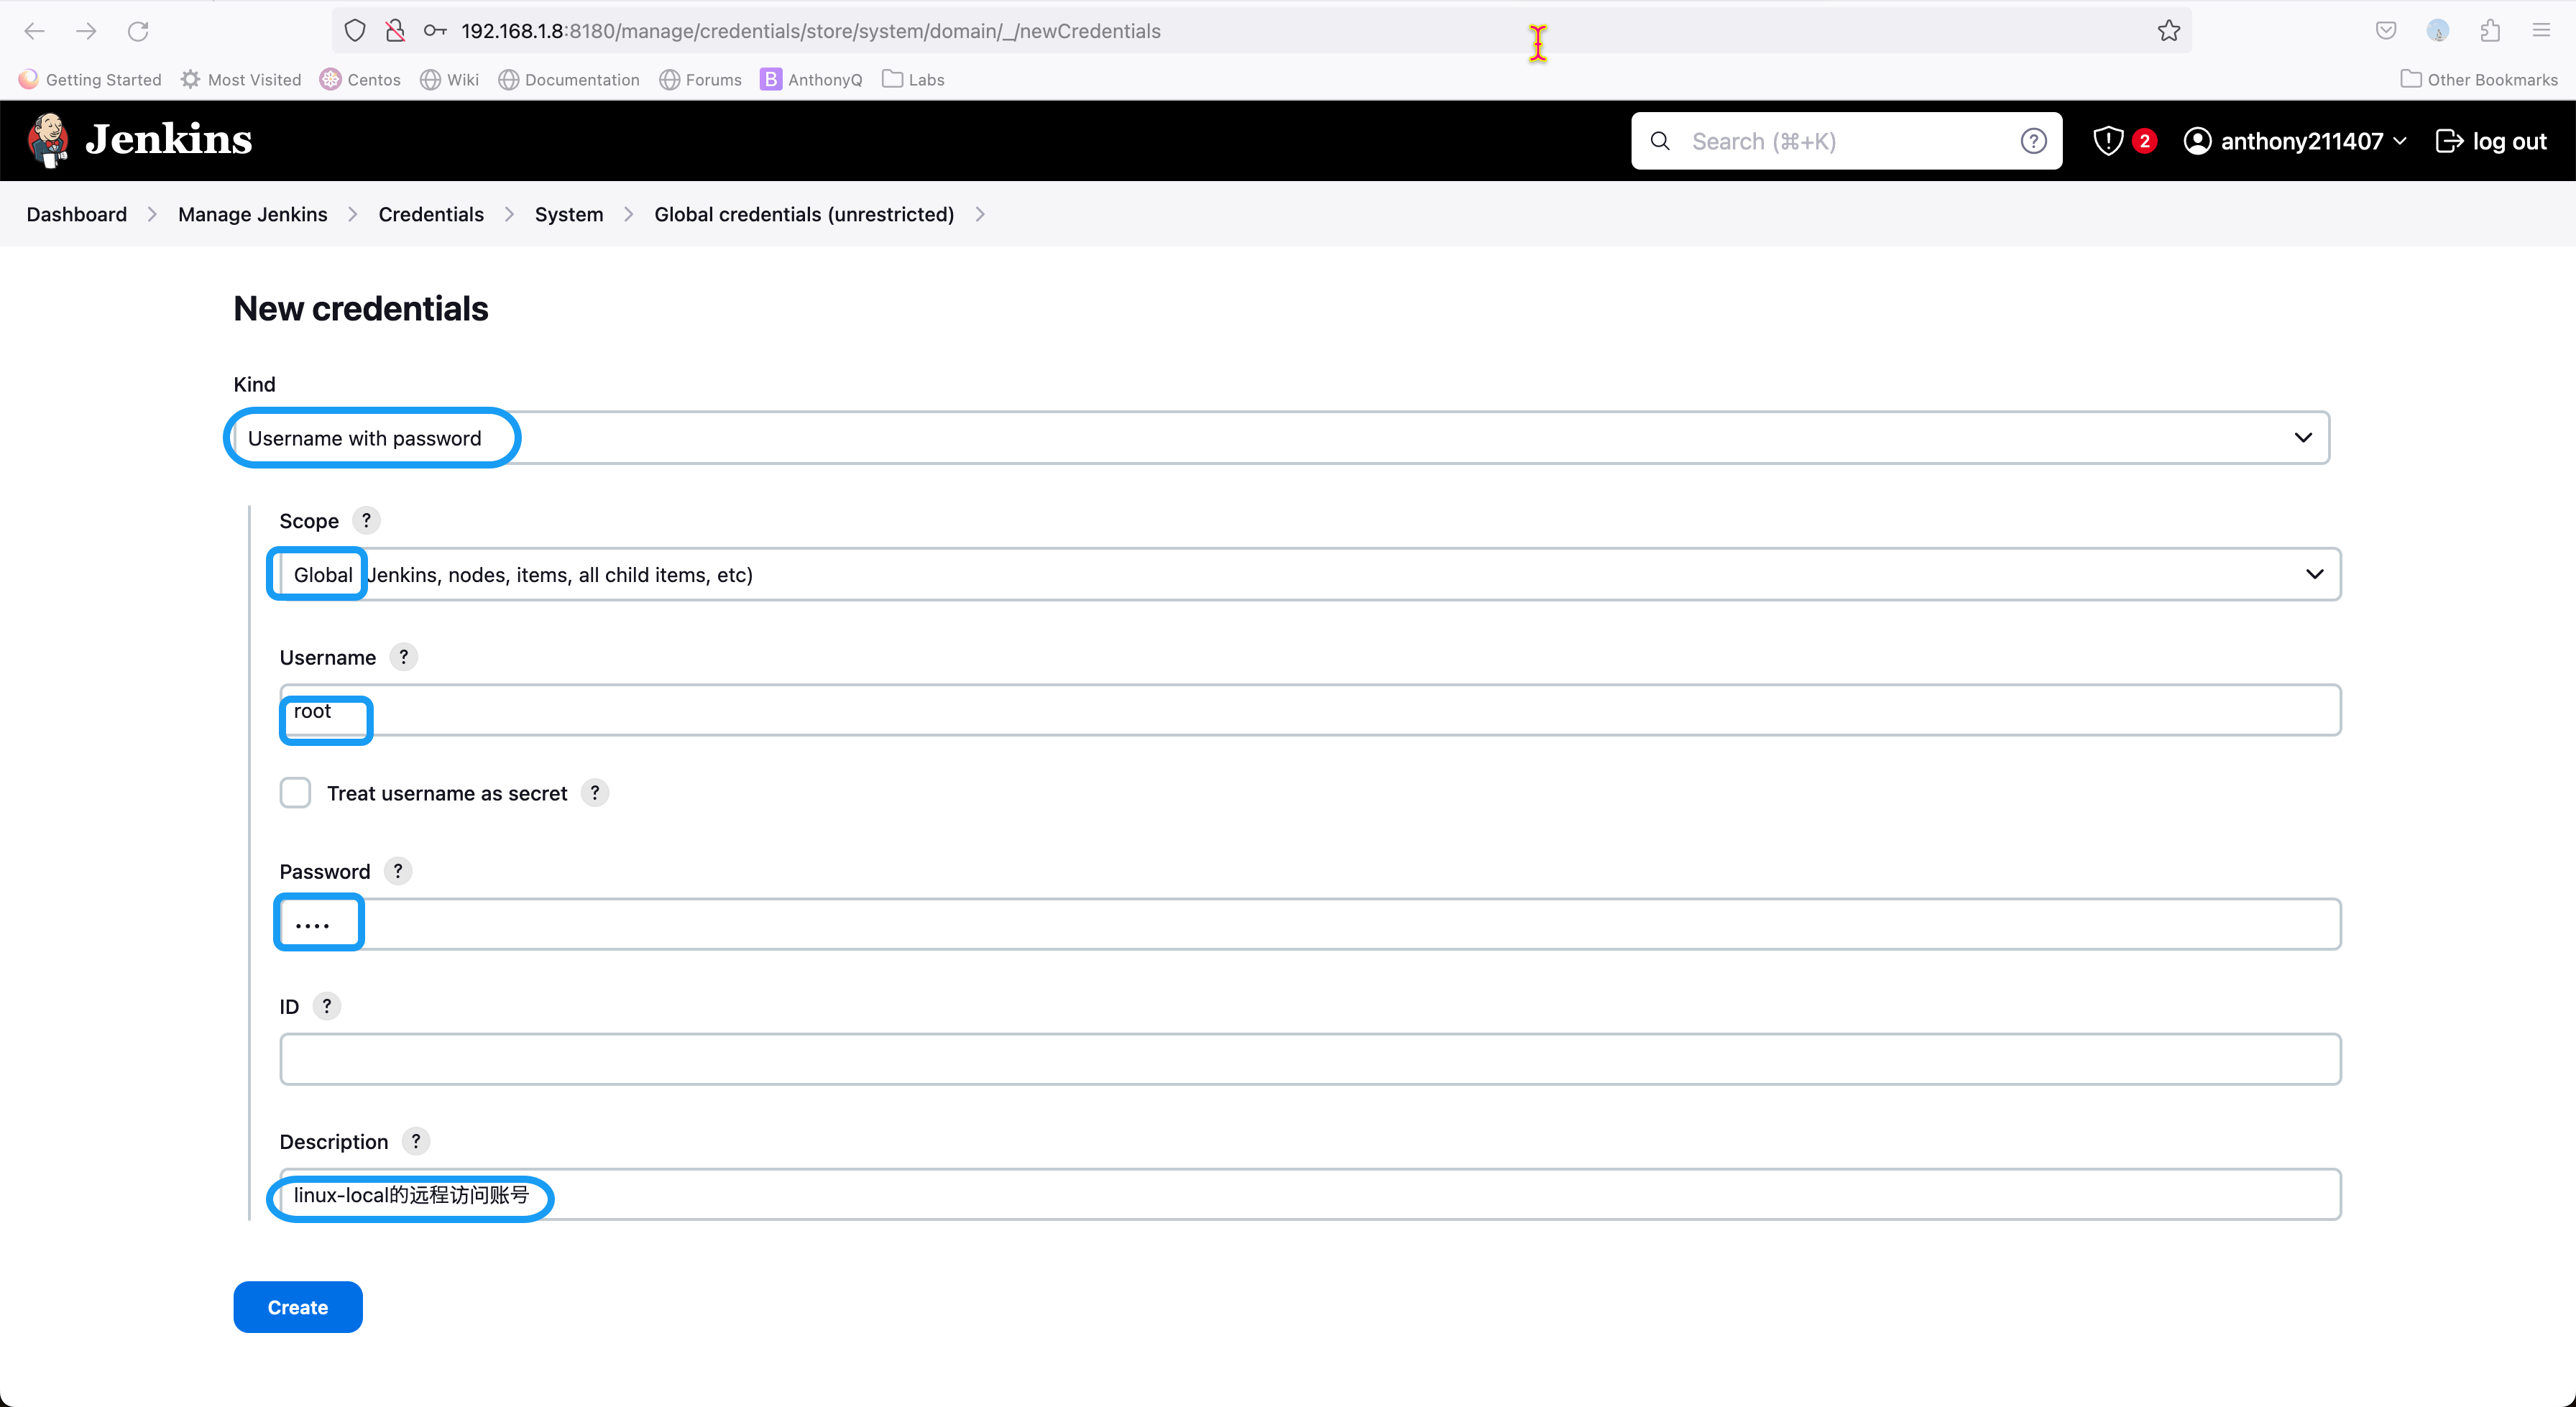 192.168.1.8:8180/manage/credentials/store/system/domain/_/newCredentials
Getting Started Most Visited Centos Wiki Documentation Forums B AnthonyQ Labs Other Bookmarks
Jenkins Search (⌘+K) ? 2 anthony211407 log out
Dashboard Manage Jenkins Credentials System Global credentials (unrestricted)
New credentials
Kind
Username with password
Scope ?
Global Jenkins, nodes, items, all child items, etc)
Username ?
root
Treat username as secret ?
Password ?
••••
ID ?
Description ?
linux-local的远程访问账号
Create